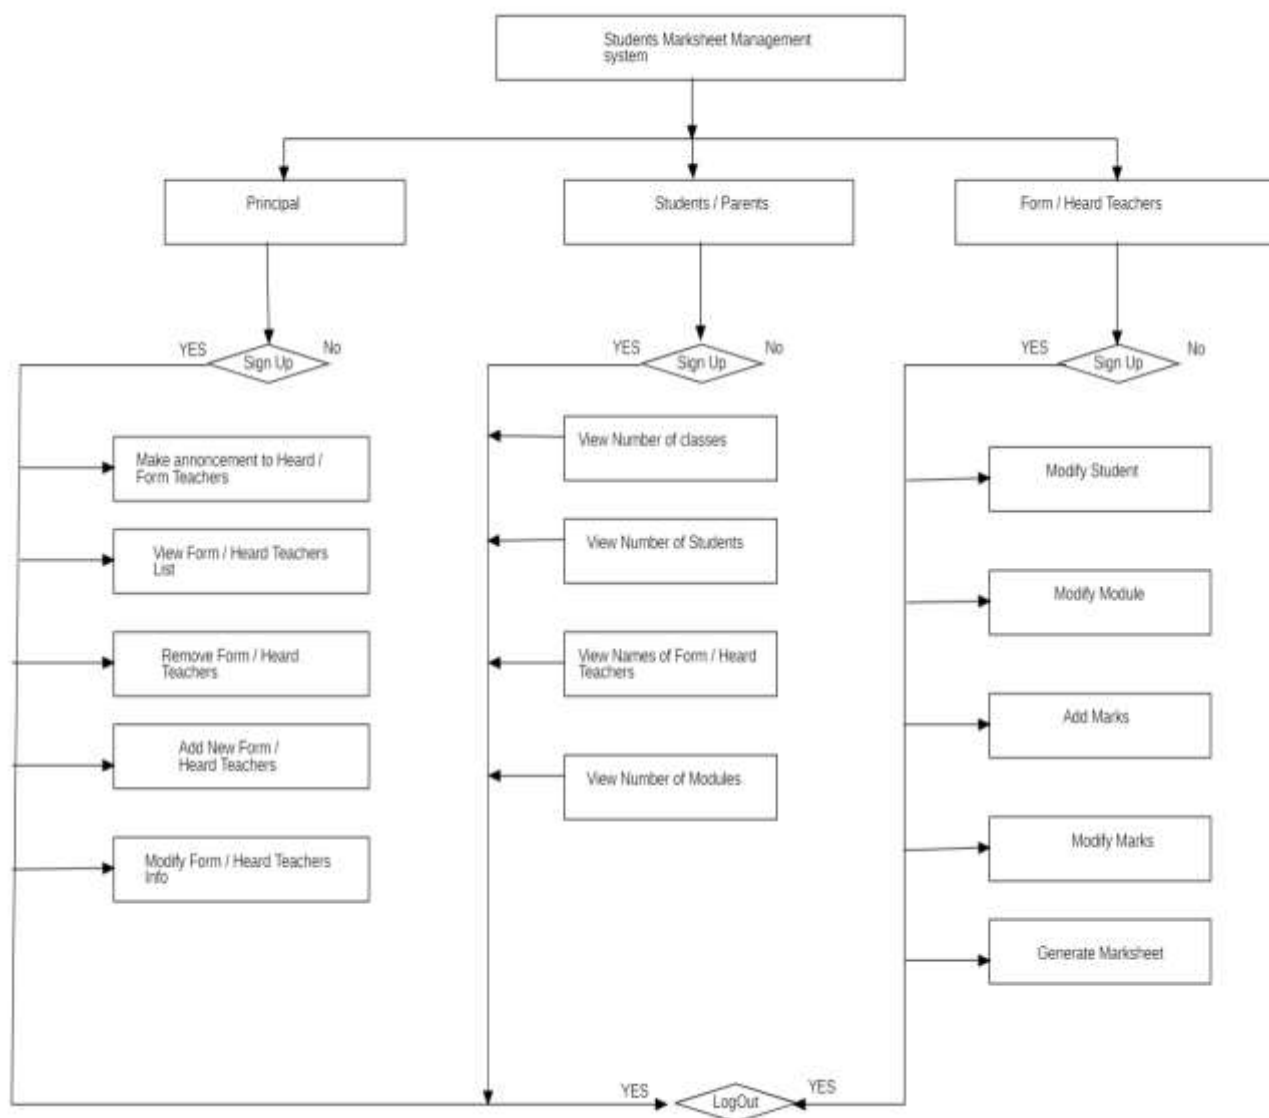 Students Marksheet Management
system
Principal
Students / Parents
Form / Heard Teachers
YES
No
Sign Up
YES
No
Sign Up
YES
No
Sign Up
Make annoncement to Heard /
Form Teachers
View Form / Heard Teachers
List
Remove Form / Heard
Teachers
Add New Form /
Heard Teachers
Modify Form / Heard Teachers
Info
View Number of classes
View Number of Students
View Names of Form / Heard
Teachers
View Number of Modules
Modify Student
Modify Module
Add Marks
Modify Marks
Generate Marksheet
YES
LogOut
YES